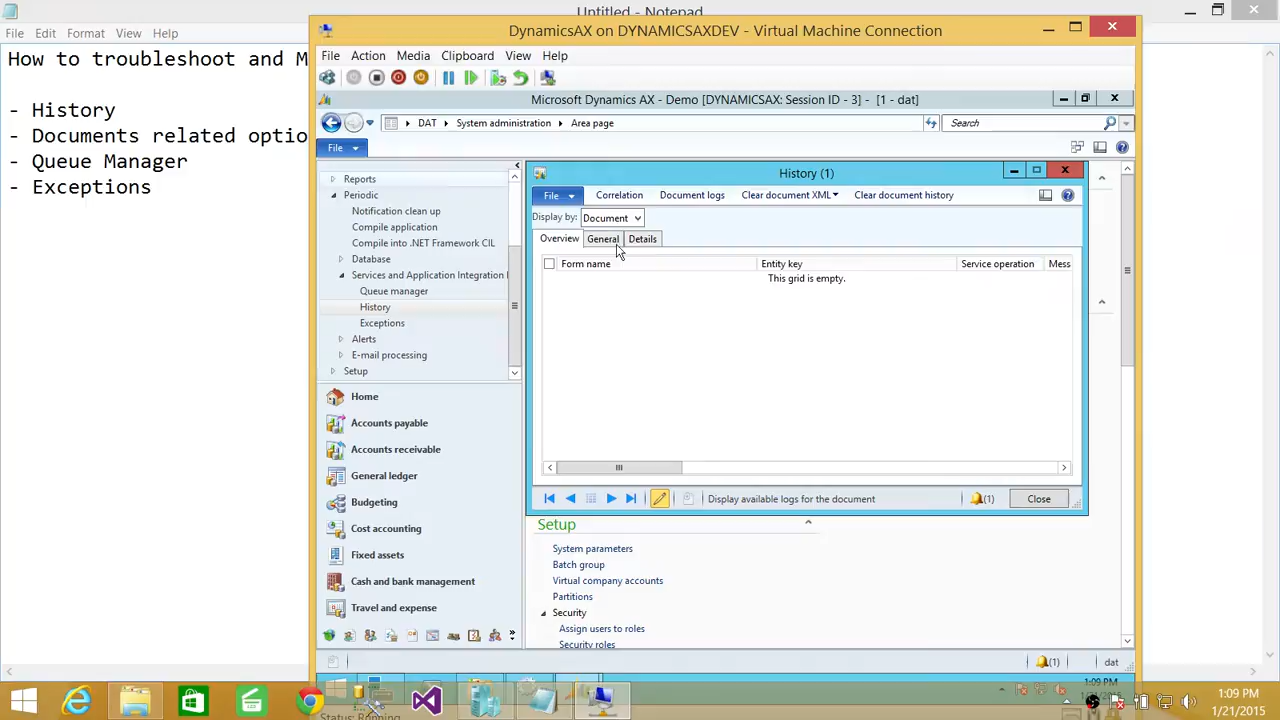 Untitled - Notepad
File Edit Format View Help
How to troubleshoot and M
- History
- Documents related optio
- Queue Manager
- Exceptions
DynamicsAX on DYNAMICSAXDEV - Virtual Machine Connection
File Action Media Clipboard View Help
Microsoft Dynamics AX - Demo [DYNAMICSAX: Session ID - 3] - [1 - dat]
DAT System administration Area page
Search
File
Reports
Periodic
Notification clean up
Compile application
Compile into .NET Framework CIL
Database
Services and Application Integration
Queue manager
History
Exceptions
Alerts
E-mail processing
Setup
Home
Accounts payable
Accounts receivable
General ledger
Budgeting
Cost accounting
Fixed assets
Cash and bank management
Travel and expense
History (1)
File Correlation Document logs Clear document XML Clear document history
Display by: Document
Overview General Details
Form name Entity key Service operation Mess
This grid is empty.
Display available logs for the document
(1)
Close
Setup
System parameters
Batch group
Virtual company accounts
Partitions
Security
Assign users to roles
Security roles
(1) dat
1:09 PM
Status: Running
1:09 PM
1/21/2015